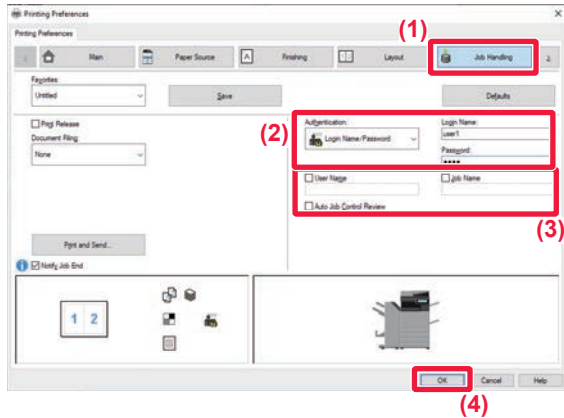 Printing Preferences
(1)
Printing Preferences
Main
Paper Source
A
Finishing
Layout
Job Handling
Favorites:
Untitled
Save
Defaults
Print Release
Document Filing:
None
(2)
Authentication:
Login Name/Password
Login Name:
user1
Password:
••••
User Name
Job Name
Auto Job Control Review
(3)
Print and Send...
Notify Job End
1 2
OK
Cancel
Help
(4)